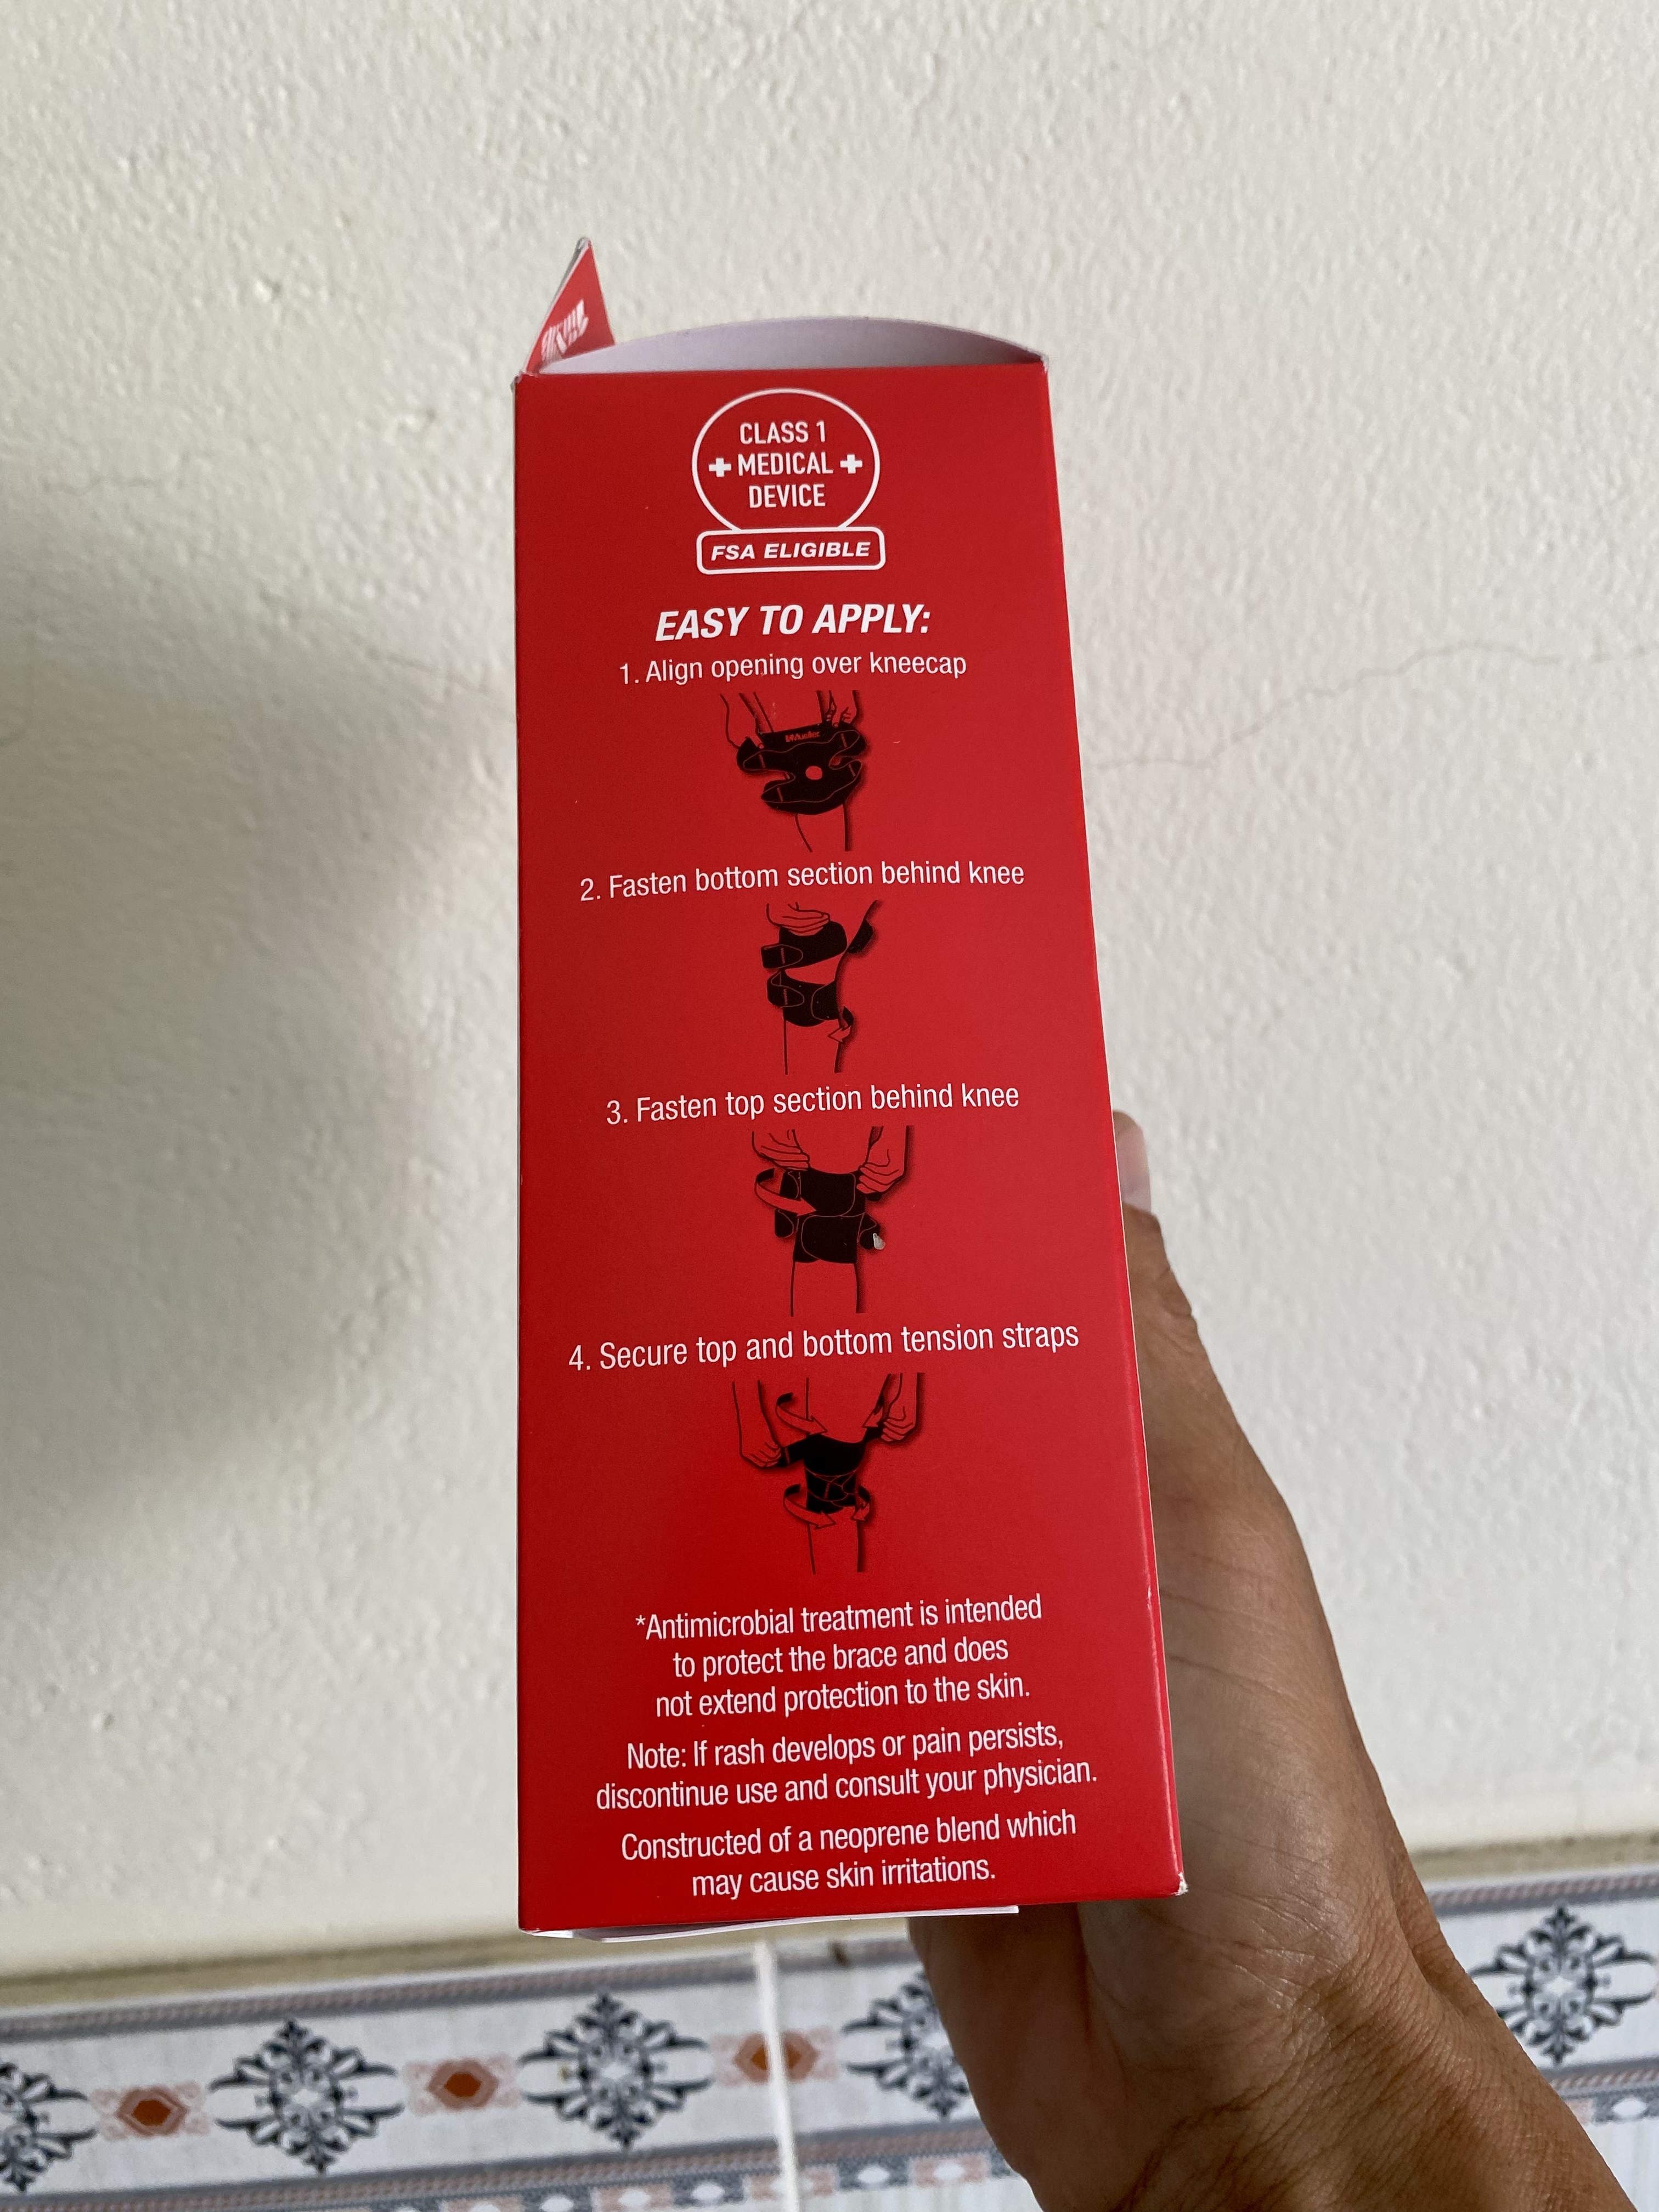 CLASS 1
MEDICAL
DEVICE
FSA ELIGIBLE
EASY TO APPLY:
1. Align opening over kneecap
Mueller
2. Fasten bottom section behind knee
3. Fasten top section behind knee
4. Secure top and bottom tension straps
*Antimicrobial treatment is intended
to protect the brace and does
not extend protection to the skin.
Note: If rash develops or pain persists,
discontinue use and consult your physician.
Constructed of a neoprene blend which
may cause skin irritations.